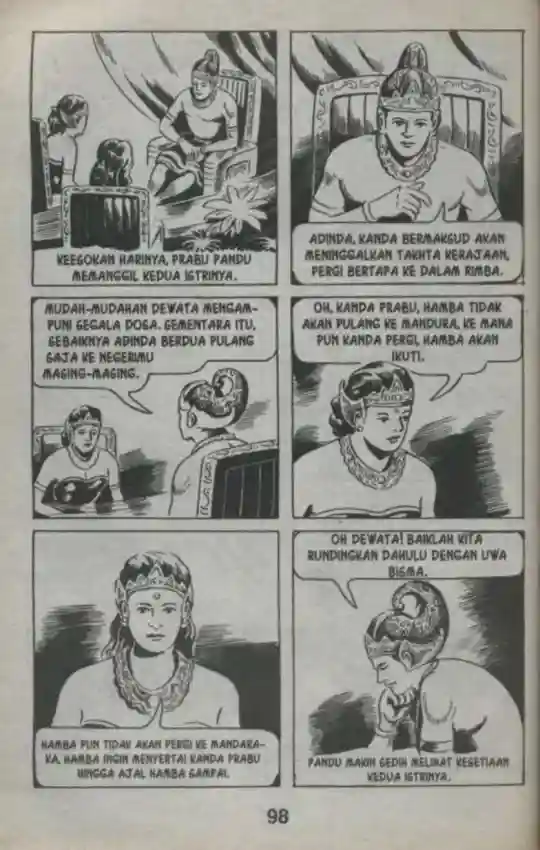 KEESOKAN HARINYA, PRABU PANDU
MEMANGGIL KEDUA ISTRINYA.
ADINDA, KANDA BERMAKSUD AKAN
MENINGGALKAN TAKHTA KERAJAAN,
PERGI BERTAPA KE DALAM RIMBA.
MUDAH-MUDAHAN DEWATA MENGAM-
PUNI SEGALA DOSA. SEMENTARA ITU,
SEBAIKNYA ADINDA BERDUA PULANG
SAJA KE NEGERIMU
MASING-MASING.
OH, KANDA PRABU, HAMBA TIDAK
AKAN PULANG KE MANDURA, KE MANA
PUN KANDA PERGI, HAMBA AKAN
IKUTI.
HAMBA PUN TIDAK AKAN PERGI KE MANDARA-
KA, HAMBA INGIN MENYERTAI KANDA PRABU
HINGGA AJAL HAMBA SAMPAI.
OH DEWATA! BAIKLAH KITA
RUNDINGKAN DAHULU DENGAN UWA
BISMA.
PANDU MAKIN SEDIH MELIHAT KESETIAAN
KEDUA ISTRINYA.
98